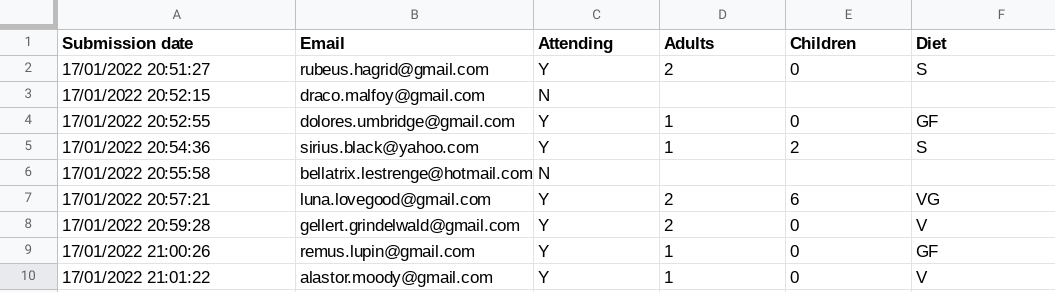 A B C D E F
1 Submission date Email Attending Adults Children Diet
2 17/01/2022 20:51:27 rubeus.hagrid@gmail.com Y 2 0 S
3 17/01/2022 20:52:15 draco.malfoy@gmail.com N
4 17/01/2022 20:52:55 dolores.umbridge@gmail.com Y 1 0 GF
5 17/01/2022 20:54:36 sirius.black@yahoo.com Y 1 2 S
6 17/01/2022 20:55:58 bellatrix.lestrenge@hotmail.com N
7 17/01/2022 20:57:21 luna.lovegood@gmail.com Y 2 6 VG
8 17/01/2022 20:59:28 gellert.grindelwald@gmail.com Y 2 0 V
9 17/01/2022 21:00:26 remus.lupin@gmail.com Y 1 0 GF
10 17/01/2022 21:01:22 alastor.moody@gmail.com Y 1 0 V